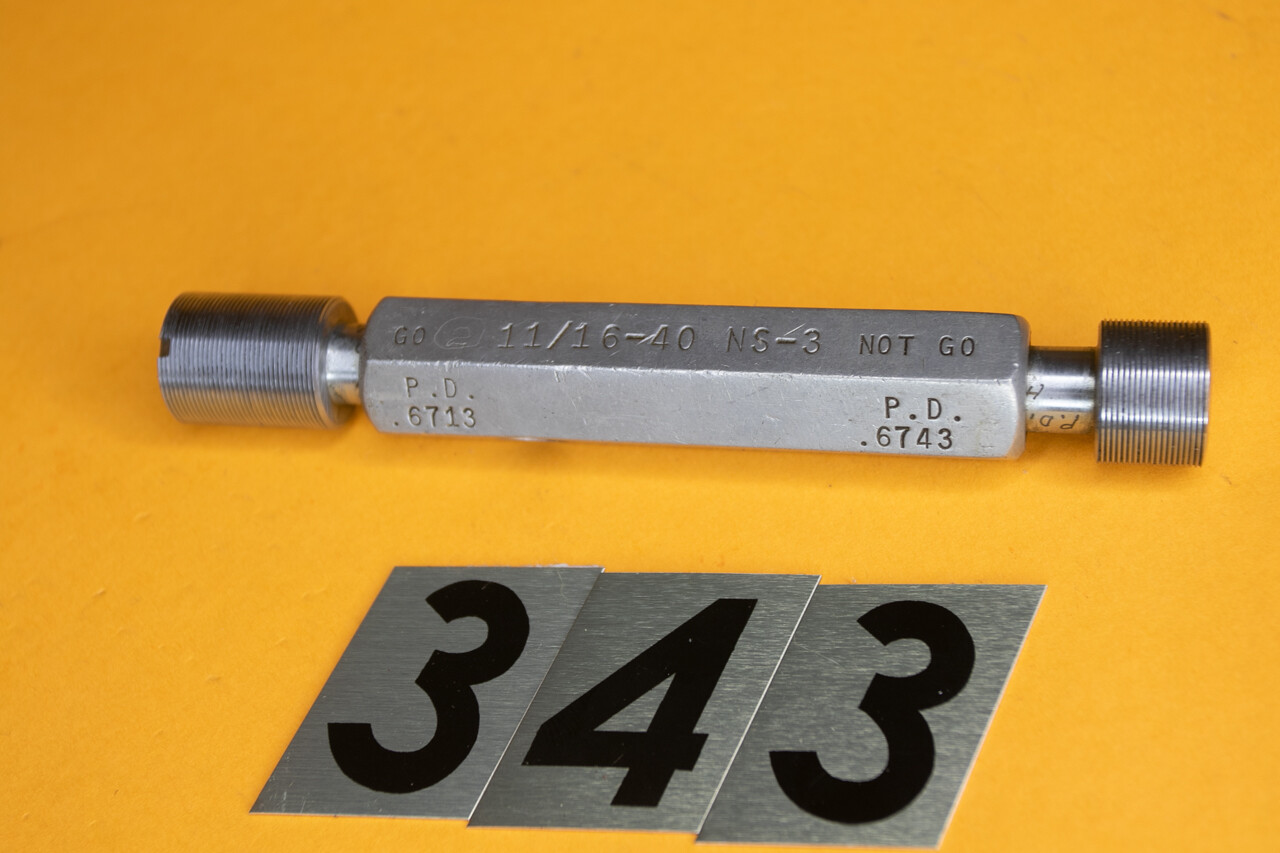 GO 11/16-40 NS-3 NOT GO
P.D.
.6713
P.D.
.6743
P.D.
H
343